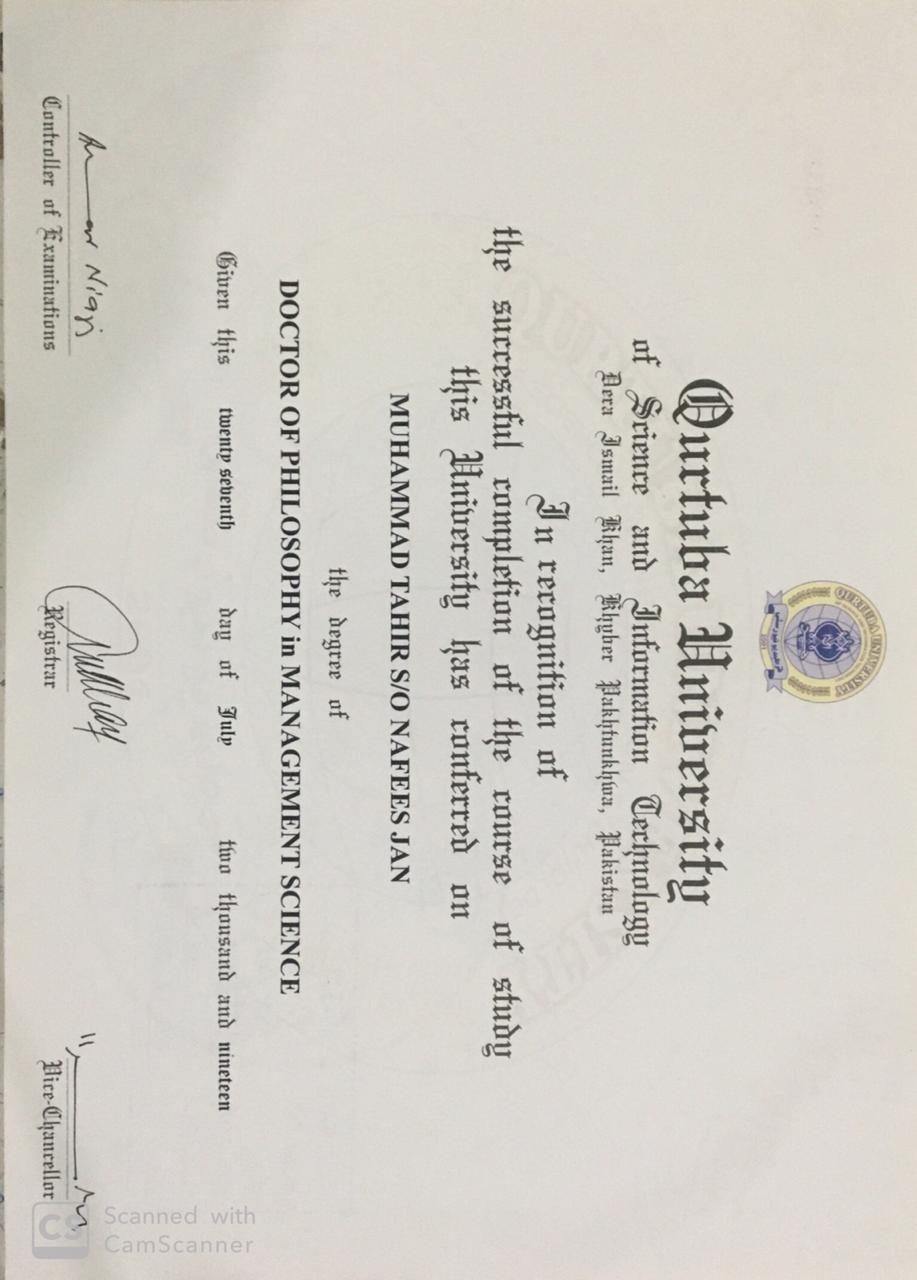 QURTUBA UNIVERSITY
Qurtuba University
of Science and Information Technology
Dera Ismail Khan, Khyber Pakhtunkhwa, Pakistan
In recognition of
the successful completion of the course of study
this University has conferred on
MUHAMMAD TAHIR S/O NAFEES JAN
the degree of
DOCTOR OF PHILOSOPHY in MANAGEMENT SCIENCE
Given this twenty seventh day of July two thousand and nineteen
Niazi
Controller of Examinations
Registrar
Vice-Chancellor
CS Scanned with
CamScanner